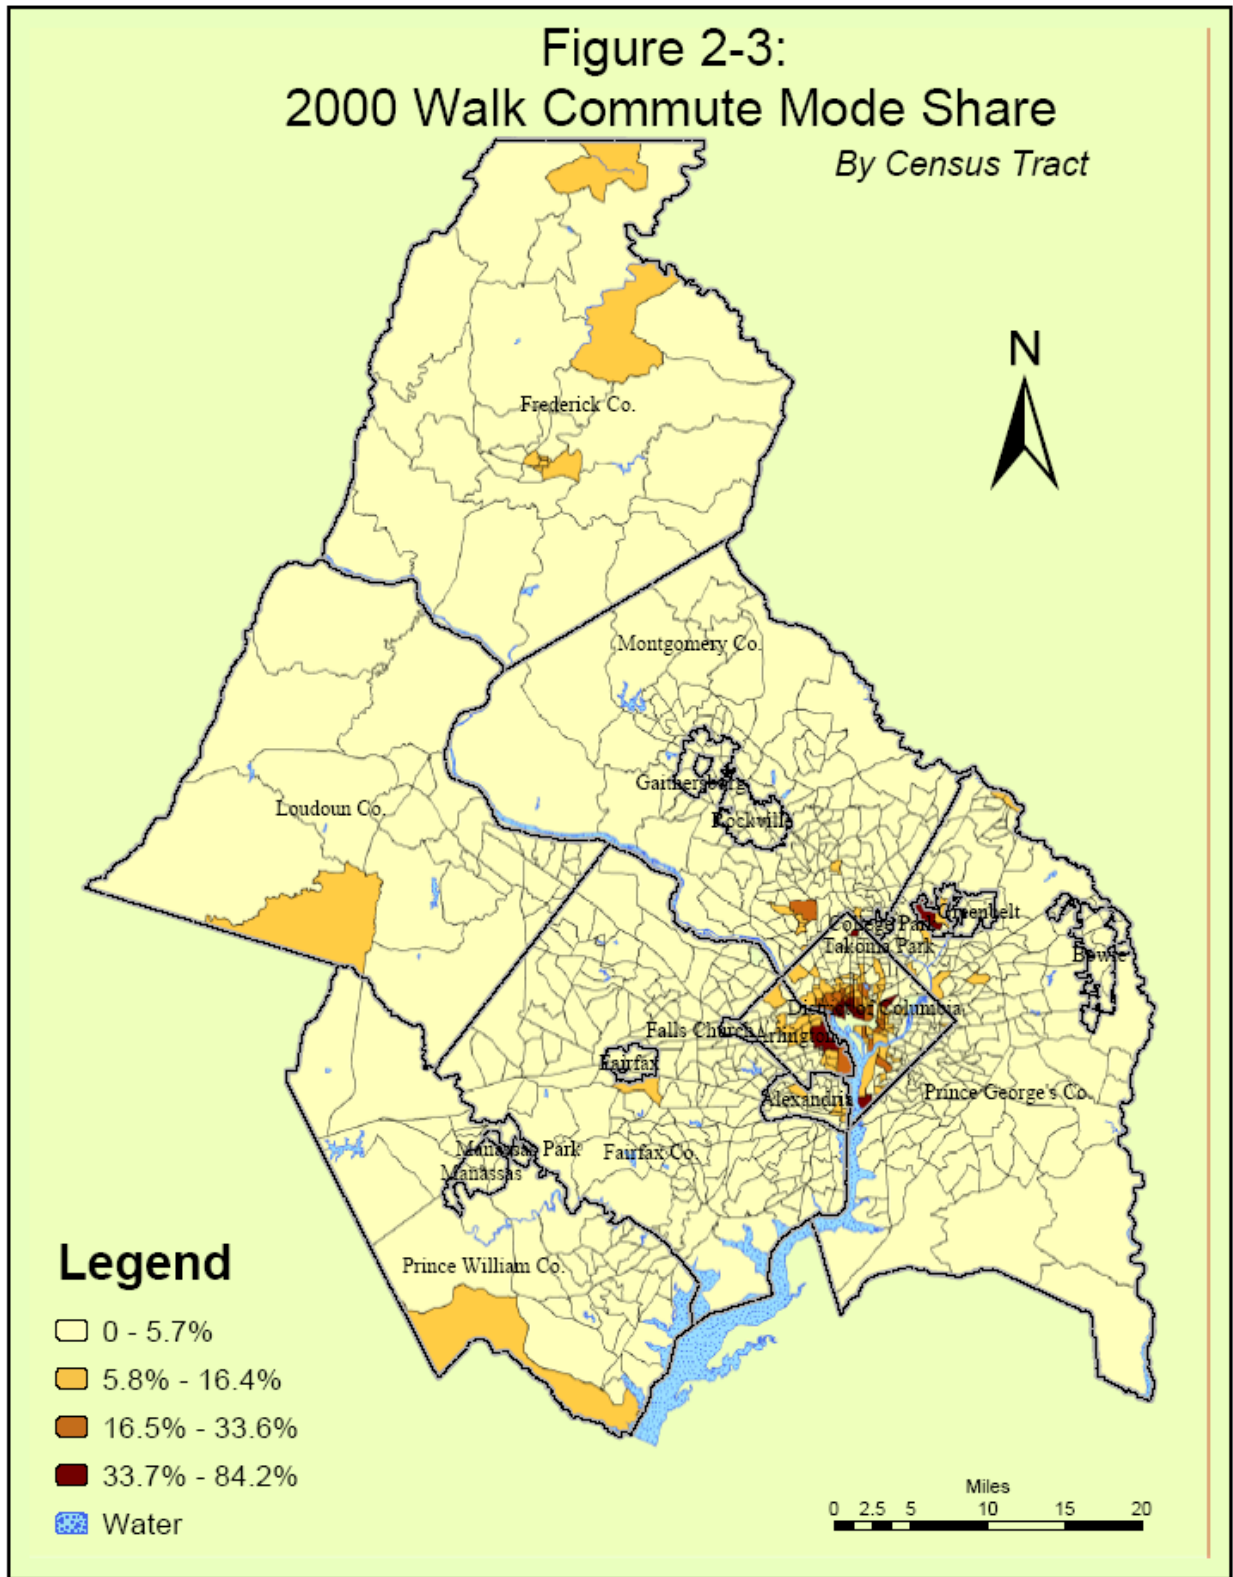 Figure 2-3:
2000 Walk Commute Mode Share
By Census Tract
N
Frederick Co.
Montgomery Co.
Gaithersburg
Loudoun Co.
Rockville
Greenbelt
College Park
Takoma Park
Bowie
District of Columbia
Falls Church
Arlington
Fairfax
Prince George's Co.
Alexandria
Manassas Park
Fairfax Co.
Manassas
Prince William Co.
Legend
0 - 5.7%
5.8% - 16.4%
16.5% - 33.6%
33.7% - 84.2%
Water
Miles
0 2.5 5 10 15 20